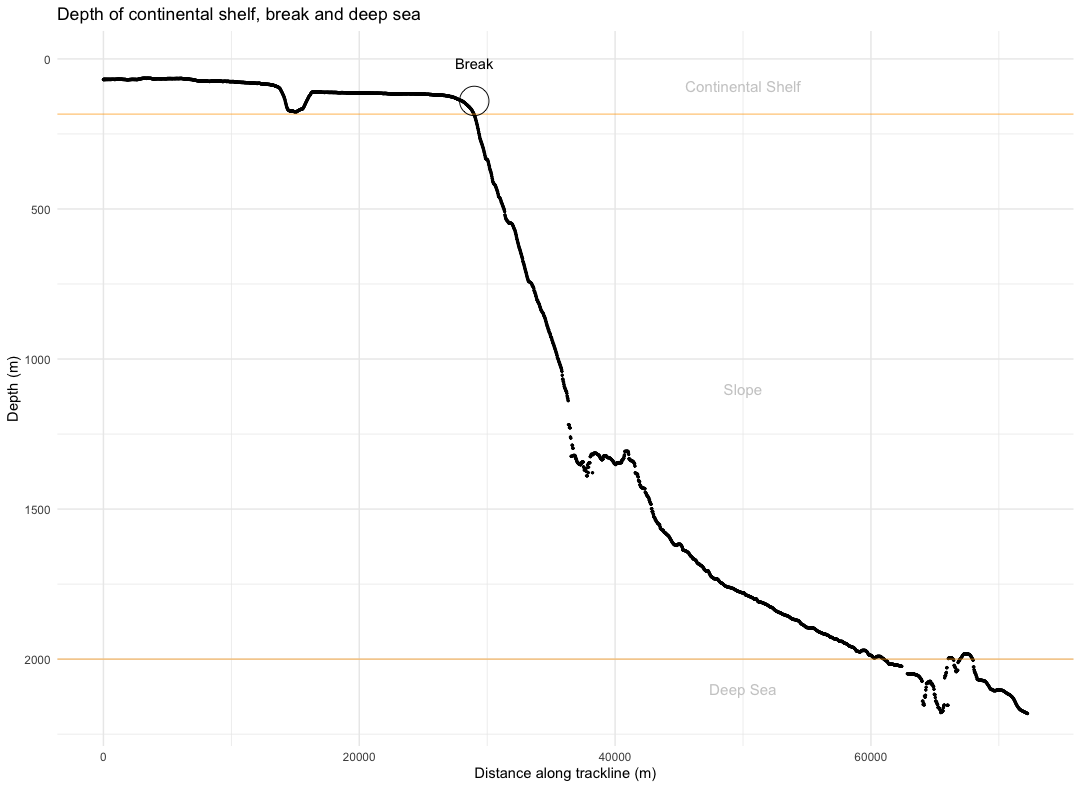 Depth of continental shelf, break and deep sea
0
Break
Continental Shelf
500
1000
Depth (m)
Slope
1500
2000
Deep Sea
0 20000 40000 60000
Distance along trackline (m)